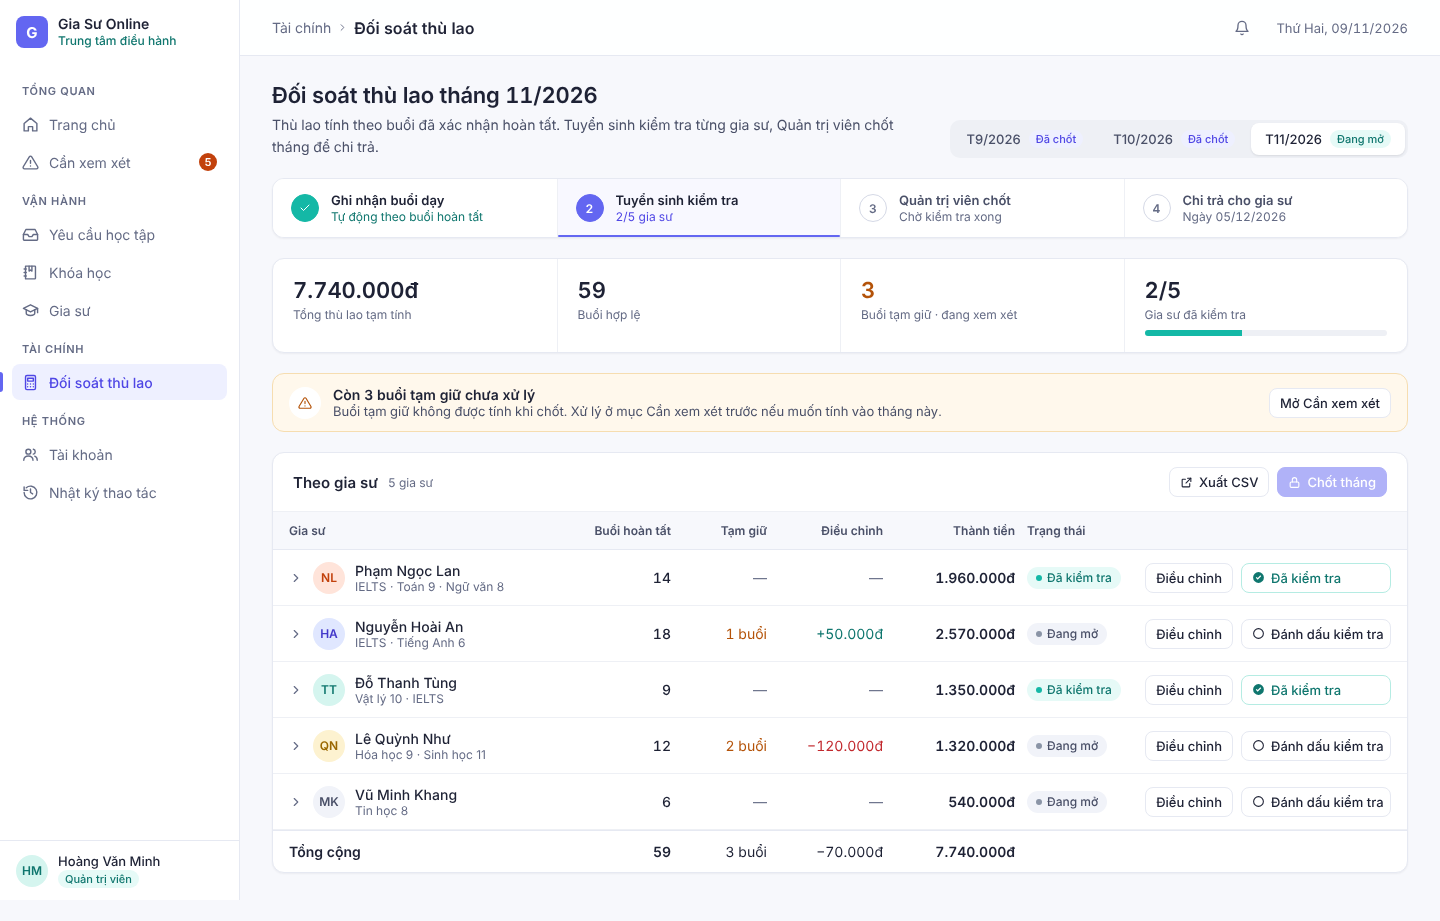 G
Gia Sư Online
Trung tâm điều hành
TỔNG QUAN
Trang chủ
Cần xem xét
5
VẬN HÀNH
Yêu cầu học tập
Khóa học
Gia sư
TÀI CHÍNH
Đối soát thù lao
HỆ THỐNG
Tài khoản
Nhật ký thao tác
HM
Hoàng Văn Minh
Quản trị viên
Tài chính
Đối soát thù lao
Thứ Hai, 09/11/2026
Đối soát thù lao tháng 11/2026
Thù lao tính theo buổi đã xác nhận hoàn tất. Tuyển sinh kiểm tra từng gia sư, Quản trị viên chốt
tháng để chi trả.
T9/2026 Đã chốt
T10/2026 Đã chốt
T11/2026 Đang mở
Ghi nhận buổi dạy
Tự động theo buổi hoàn tất
2
Tuyển sinh kiểm tra
2/5 gia sư
3
Quản trị viên chốt
Chờ kiểm tra xong
4
Chi trả cho gia sư
Ngày 05/12/2026
7.740.000đ
Tổng thù lao tạm tính
59
Buổi hợp lệ
3
Buổi tạm giữ · đang xem xét
2/5
Gia sư đã kiểm tra
Còn 3 buổi tạm giữ chưa xử lý
Buổi tạm giữ không được tính khi chốt. Xử lý ở mục Cần xem xét trước nếu muốn tính vào tháng này.
Mở Cần xem xét
Theo gia sư 5 gia sư
Xuất CSV
Chốt tháng
Gia sư Buổi hoàn tất Tạm giữ Điều chỉnh Thành tiền Trạng thái
NL
Phạm Ngọc Lan
IELTS · Toán 9 · Ngữ văn 8
14 — — 1.960.000đ Đã kiểm tra Điều chỉnh Đã kiểm tra
HA
Nguyễn Hoài An
IELTS · Tiếng Anh 6
18 1 buổi +50.000đ 2.570.000đ Đang mở Điều chỉnh Đánh dấu kiểm tra
TT
Đỗ Thanh Tùng
Vật lý 10 · IELTS
9 — — 1.350.000đ Đã kiểm tra Điều chỉnh Đã kiểm tra
QN
Lê Quỳnh Như
Hóa học 9 · Sinh học 11
12 2 buổi −120.000đ 1.320.000đ Đang mở Điều chỉnh Đánh dấu kiểm tra
MK
Vũ Minh Khang
Tin học 8
6 — — 540.000đ Đang mở Điều chỉnh Đánh dấu kiểm tra
Tổng cộng 59 3 buổi −70.000đ 7.740.000đ